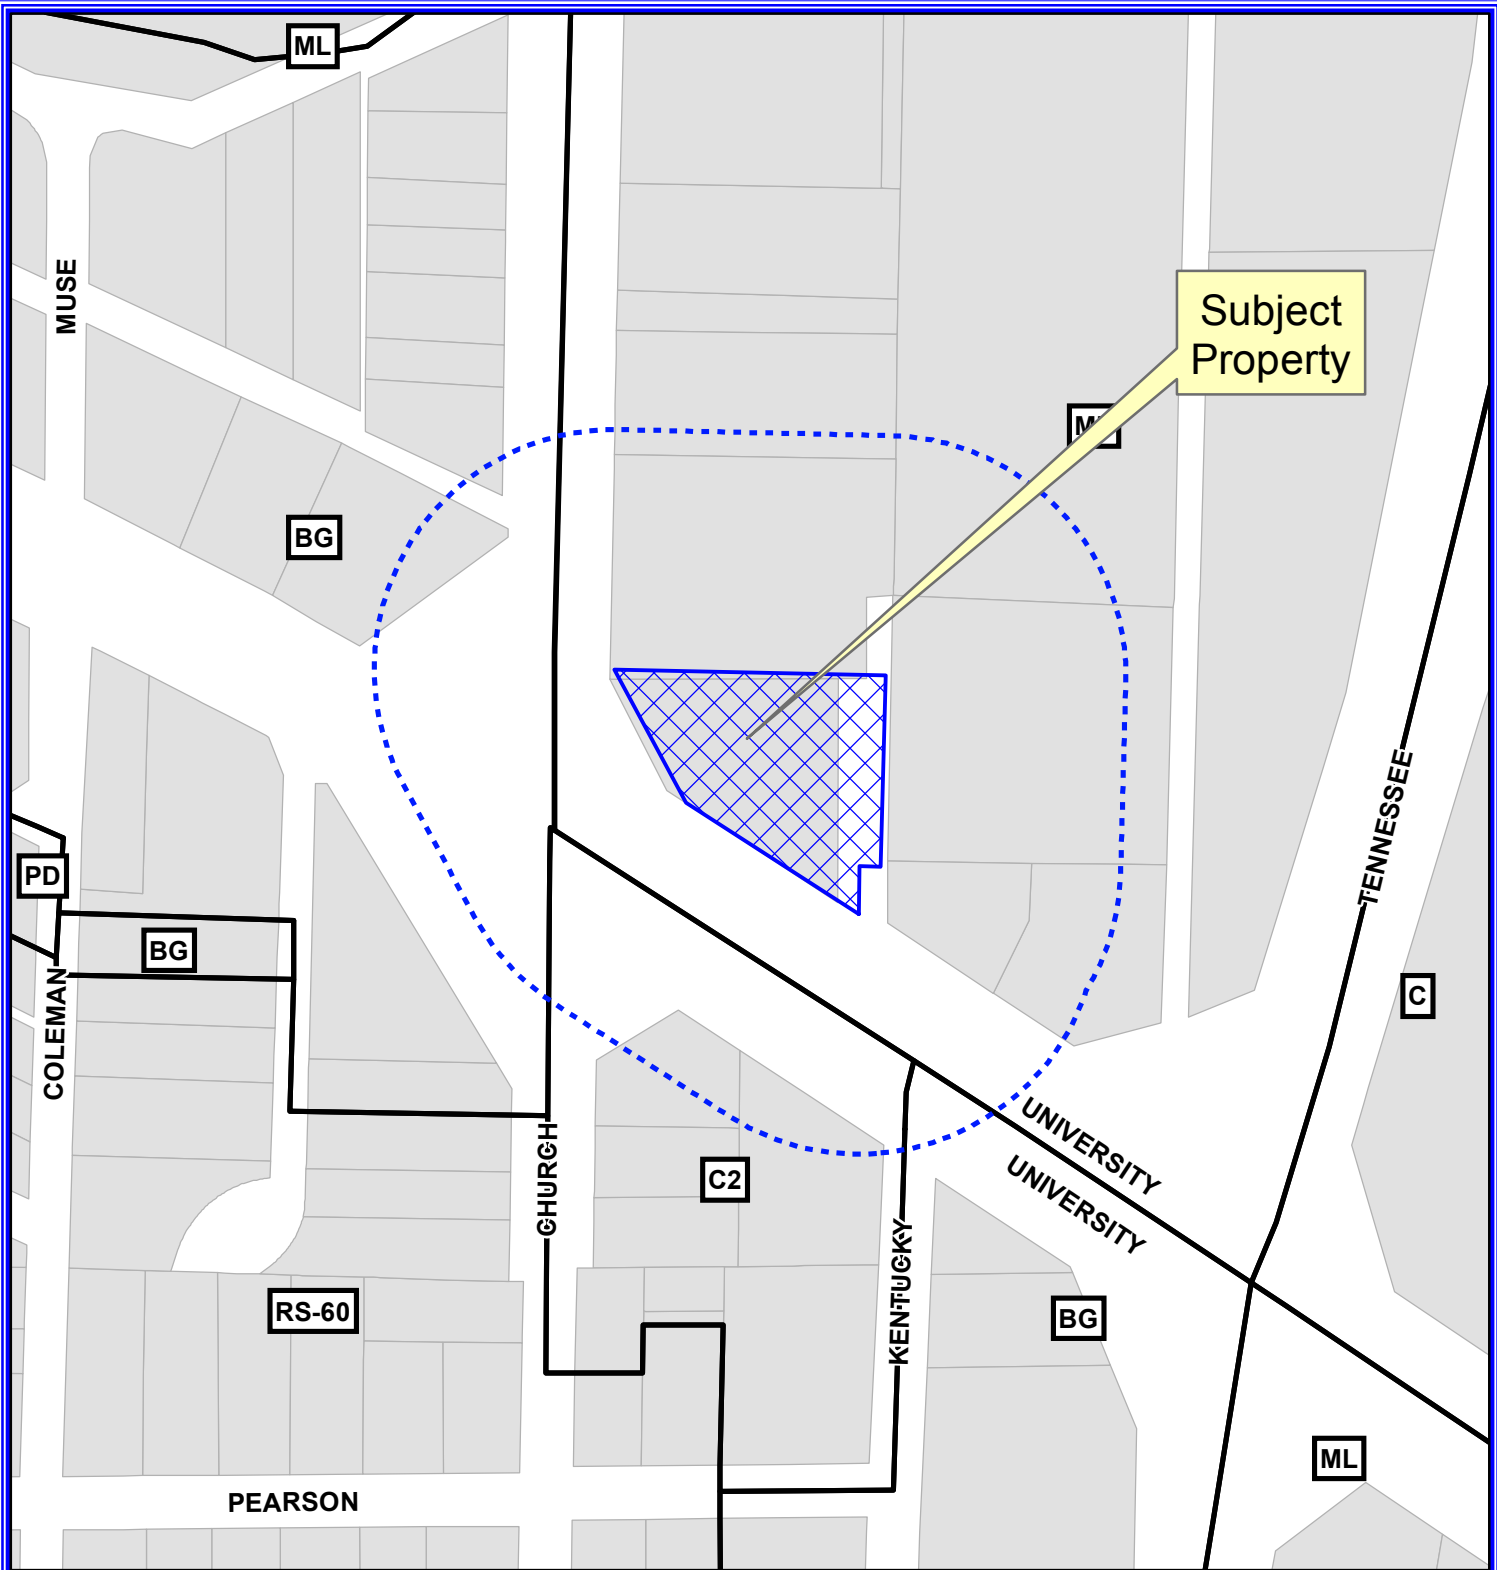 ML
MUSE
Subject
Property
BG
TENNESSEE
PD
BG
COLEMAN
C
UNIVERSITY
UNIVERSITY
CHURCH
C2
KENTUCKY
RS-60
BG
ML
PEARSON